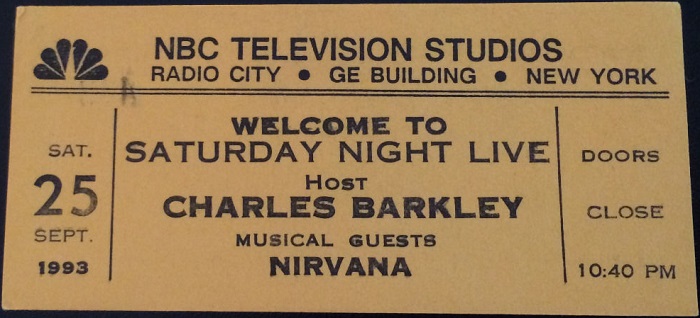 NBC TELEVISION STUDIOS
RADIO CITY • GE BUILDING • NEW YORK
SAT.
25
SEPT.
1993
WELCOME TO
SATURDAY NIGHT LIVE
HOST
CHARLES BARKLEY
MUSICAL GUESTS
NIRVANA
DOORS
CLOSE
10:40 PM